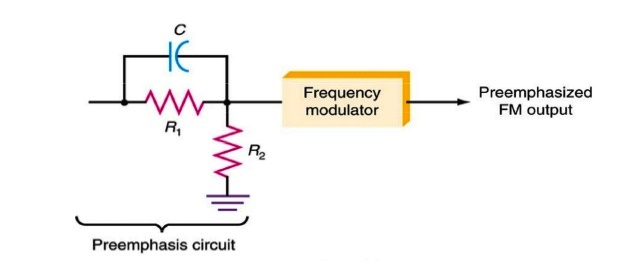 C
R₁
R₂
Frequency
modulator
Preemphasized
FM output
Preemphasis circuit